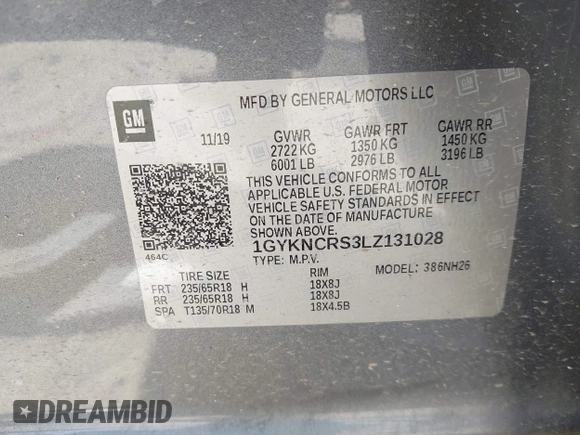 GM
MFD BY GENERAL MOTORS LLC
11/19
GVWR GAWR FRT GAWR RR
2722 KG 1350 KG 1450 KG
6001 LB 2976 LB 3196 LB
THIS VEHICLE CONFORMS TO ALL
APPLICABLE U.S. FEDERAL MOTOR
VEHICLE SAFETY STANDARDS IN EFFECT
ON THE DATE OF MANUFACTURE
SHOWN ABOVE.
464C
1GYKNCRS3LZ131028
TYPE: M.P.V. MODEL: 386NH26
TIRE SIZE RIM
FRT 235/65R18 H 18X8J
RR 235/65R18 H 18X8J
SPA T135/70R18 M 18X4.5B
DREAMBID